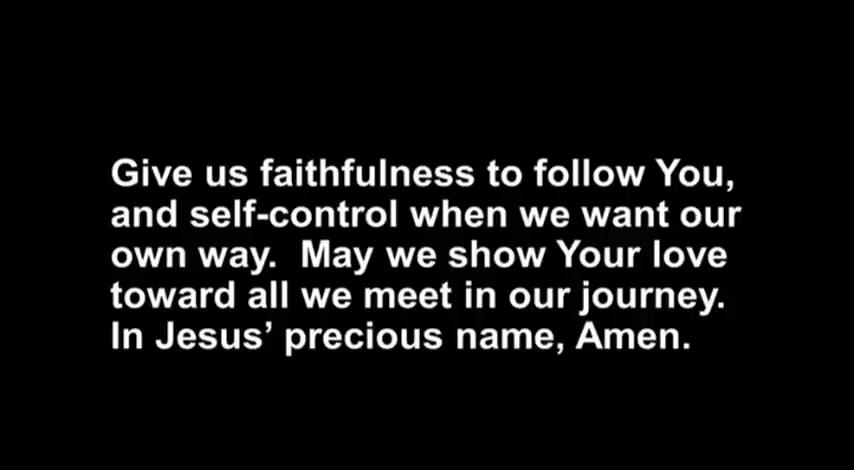 Give us faithfulness to follow You,
and self-control when we want our
own way.  May we show Your love
toward all we meet in our journey.
In Jesus’ precious name, Amen.